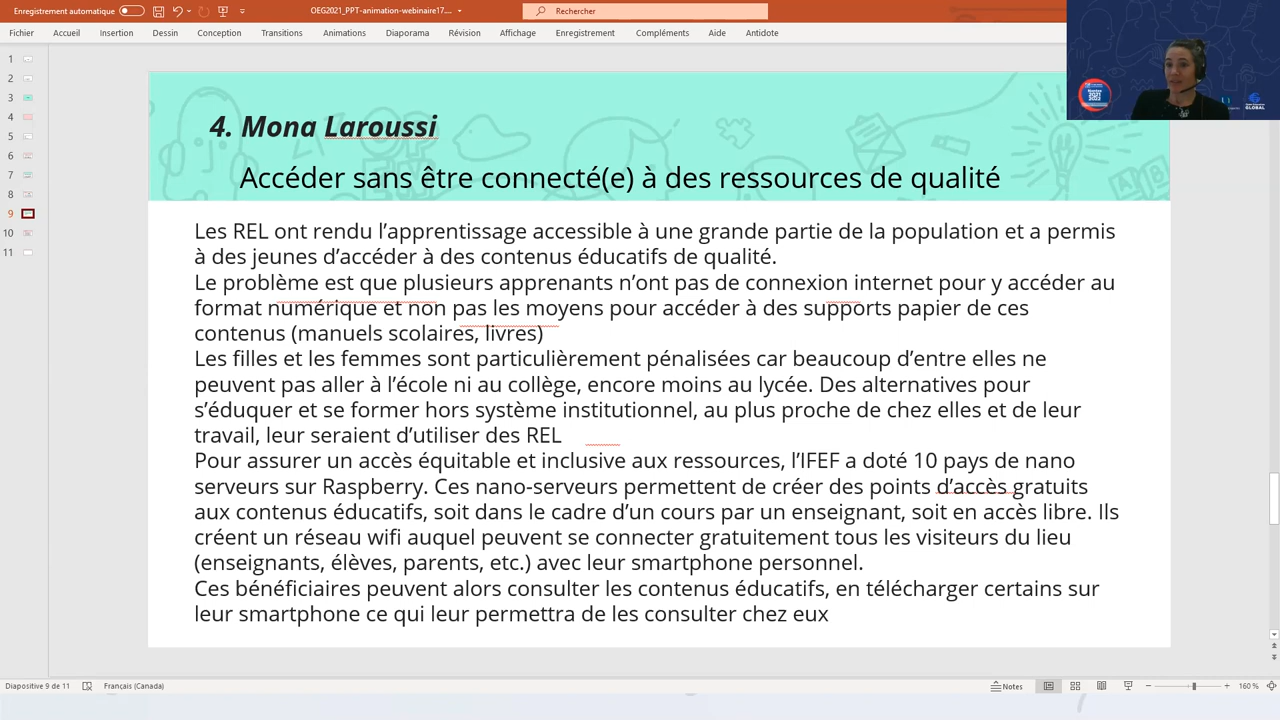 Enregistrement automatique
OEG2021_PPT-animation-webinaire17....
Rechercher
Fichier Accueil Insertion Dessin Conception Transitions Animations Diaporama Révision Affichage Enregistrement Compléments Aide Antidote
1
2
3
4
5
6
7
8
9
10
11
4. Mona Laroussi
Accéder sans être connecté(e) à des ressources de qualité
Les REL ont rendu l’apprentissage accessible à une grande partie de la population et a permis
à des jeunes d’accéder à des contenus éducatifs de qualité.
Le problème est que plusieurs apprenants n’ont pas de connexion internet pour y accéder au
format numérique et non pas les moyens pour accéder à des supports papier de ces
contenus (manuels scolaires, livres)
Les filles et les femmes sont particulièrement pénalisées car beaucoup d’entre elles ne
peuvent pas aller à l’école ni au collège, encore moins au lycée. Des alternatives pour
s’éduquer et se former hors système institutionnel, au plus proche de chez elles et de leur
travail, leur seraient d’utiliser des REL
Pour assurer un accès équitable et inclusive aux ressources, l’IFEF a doté 10 pays de nano
serveurs sur Raspberry. Ces nano-serveurs permettent de créer des points d’accès gratuits
aux contenus éducatifs, soit dans le cadre d’un cours par un enseignant, soit en accès libre. Ils
créent un réseau wifi auquel peuvent se connecter gratuitement tous les visiteurs du lieu
(enseignants, élèves, parents, etc.) avec leur smartphone personnel.
Ces bénéficiaires peuvent alors consulter les contenus éducatifs, en télécharger certains sur
leur smartphone ce qui leur permettra de les consulter chez eux
Diapositive 9 de 11 Français (Canada) Notes 160 %